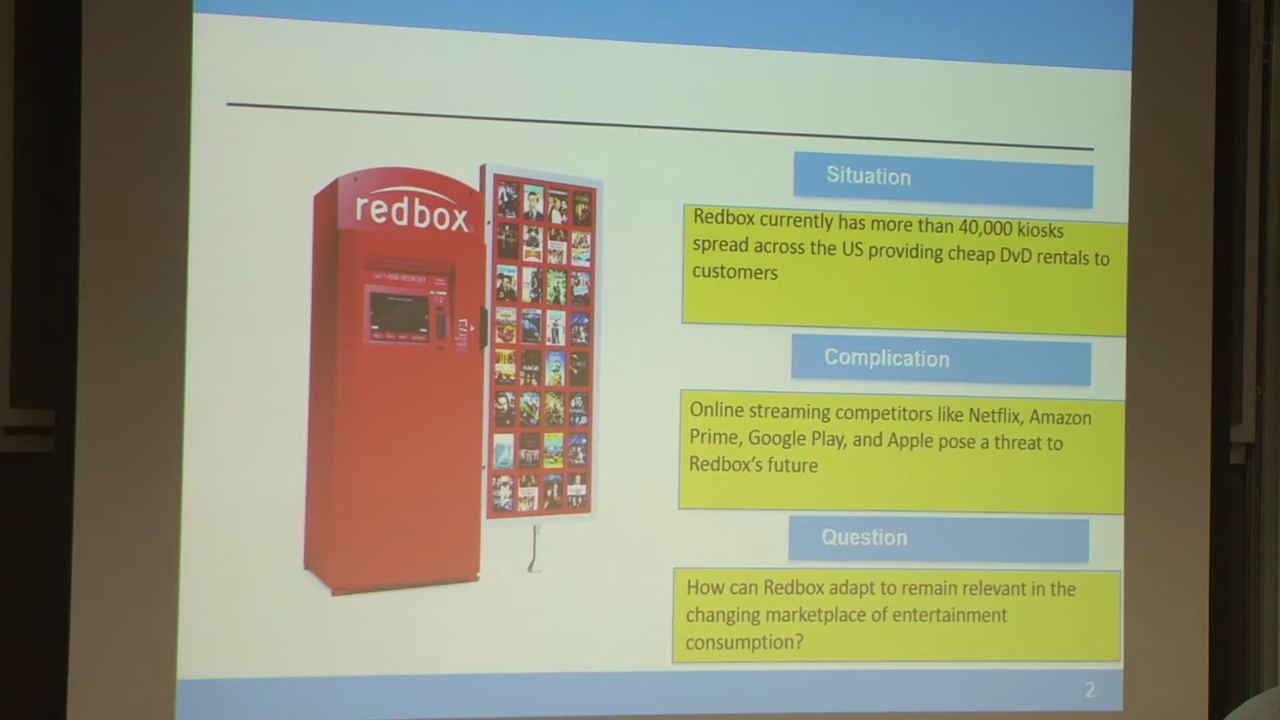 redbox
Situation
Redbox currently has more than 40,000 kiosks
spread across the US providing cheap DvD rentals to
customers
Complication
Online streaming competitors like Netflix, Amazon
Prime, Google Play, and Apple pose a threat to
Redbox's future
Question
How can Redbox adapt to remain relevant in the
changing marketplace of entertainment
consumption?
2